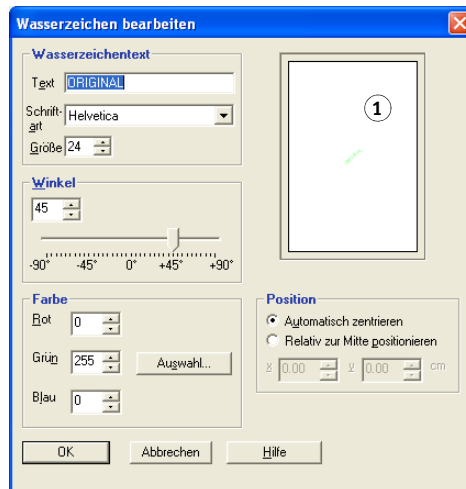 Wasserzeichen bearbeiten
Wasserzeichentext
Text ORIGINAL
Schrift-
art Helvetica
Größe 24
1
Winkel
45
-90° -45° 0° +45° +90°
Farbe
Rot 0
Grün 255 Auswahl...
Blau 0
Position
Automatisch zentrieren
Relativ zur Mitte positionieren
x 0.00 y 0.00 cm
OK Abbrechen Hilfe